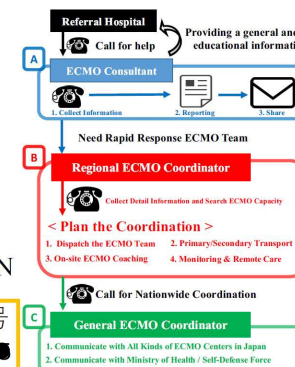 Referral Hospital
Call for help
Providing a general and
educational informati
A
ECMO Consultant
1. Collect Information
2. Reporting
3. Share
Need Rapid Response ECMO Team
B
Regional ECMO Coordinator
Collect Detail Information and Search ECMO Capacity
< Plan the Coordination >
1. Dispatch the ECMO Team
2. Primary/Secondary Transport
3. On-site ECMO Coaching
4. Monitoring & Remote Care
N
Call for Nationwide Coordination
号
C
General ECMO Coordinator
1. Communicate with All Kinds of ECMO Centers in Japan
2. Communicate with Ministry of Health / Self-Defense Force